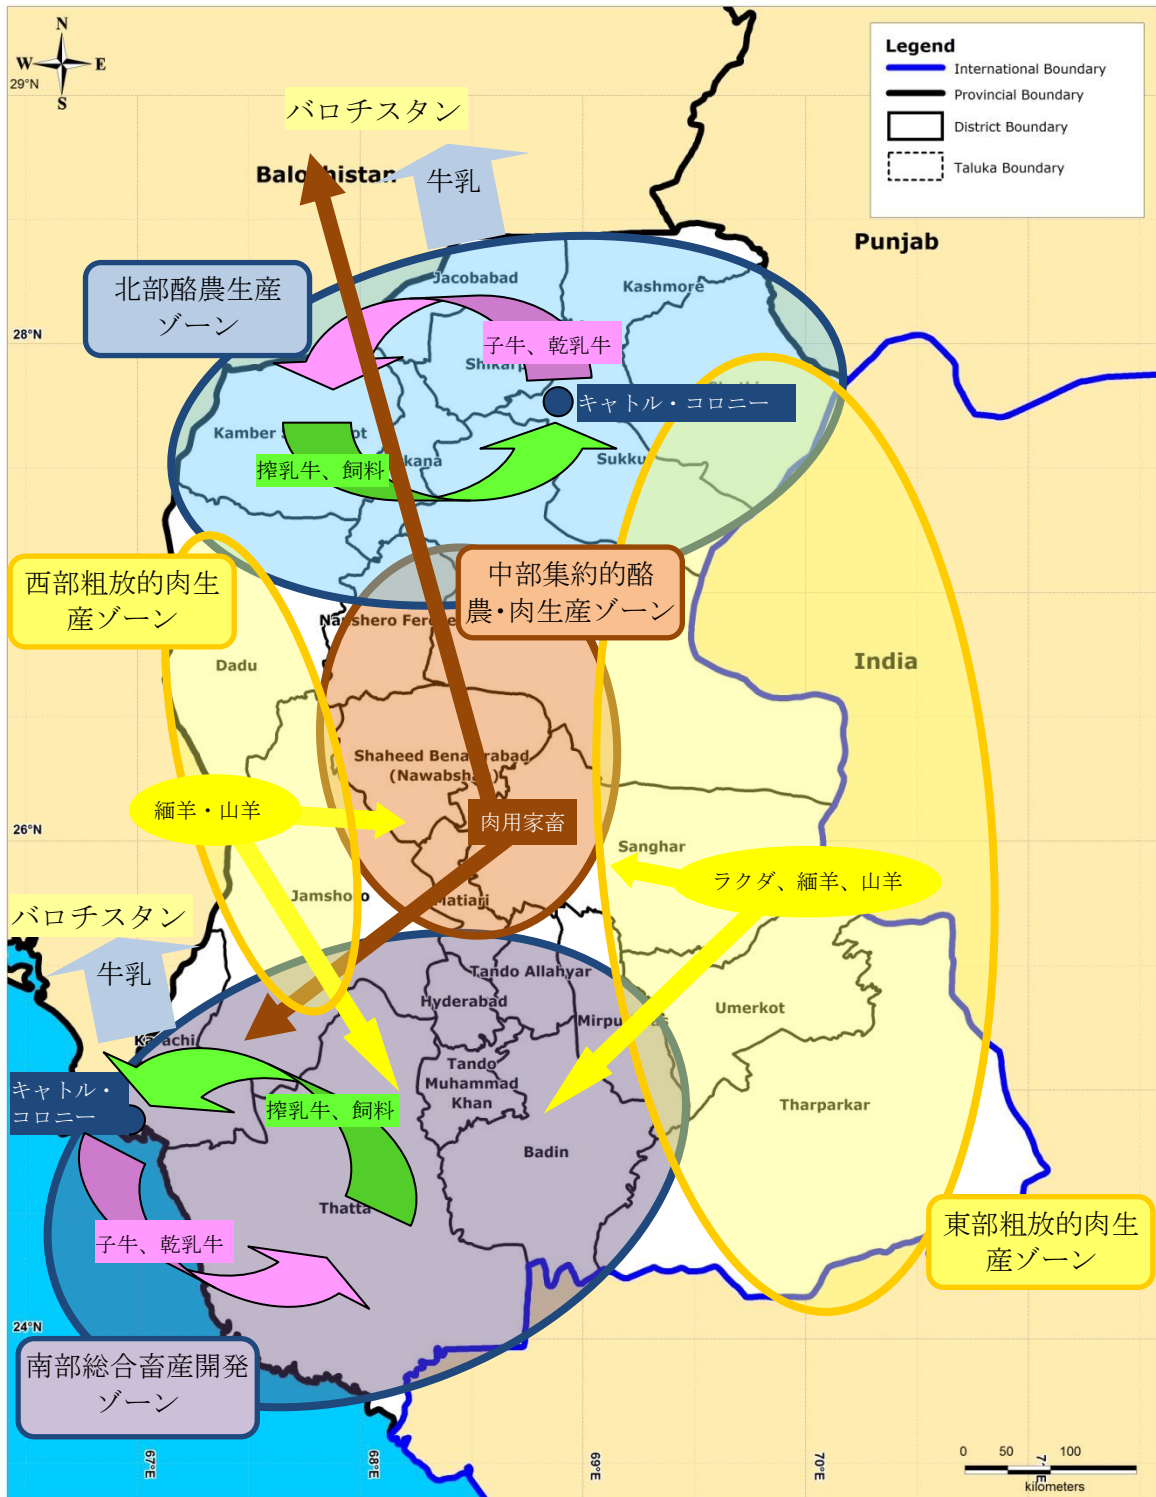 N
W E
S
29°N
Legend
International Boundary
Provincial Boundary
District Boundary
Taluka Boundary
バロチスタン
Balochistan
牛乳
Punjab
北部酪農生産
ゾーン
Jacobabad
Kashmore
28°N
子牛、乾乳牛
キャトル・コロニー
Kamber
搾乳牛、飼料
西部粗放的肉生
産ゾーン
中部集約的酪
農・肉生産ゾーン
Dadu
India
Shaheed Benazirabad
(Nawabshah)
緬羊・山羊
肉用家畜
26°N
Sanghar
ラクダ、緬羊、山羊
Jamshoro
Matiari
バロチスタン
牛乳
Tando Allahyar
Hyderabad
Umerkot
Karachi
Tando
Muhammad
Khan
キャトル・
コロニー
搾乳牛、飼料
Tharparkar
Badin
Thatta
子牛、乾乳牛
東部粗放的肉生
産ゾーン
24°N
南部総合畜産開発
ゾーン
67°E
68°E
69°E
70°E
0 50 100
kilometers